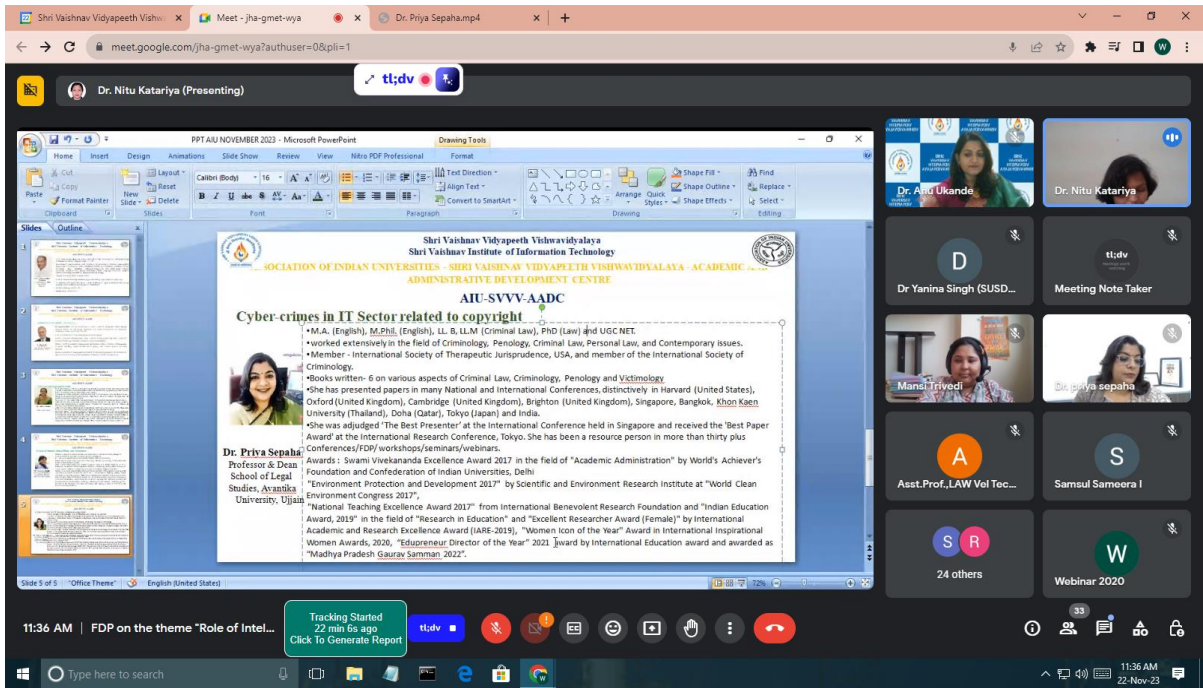 Shri Vaishnav Vidyapeeth Vishw
Meet - jha-gmet-wya
Dr. Priya Sepaha.mp4
meet.google.com/jha-gmet-wya?authuser=0&pli=1
W
tl;dv
Dr. Nitu Katariya (Presenting)
PPT AIU NOVEMBER 2023 - Microsoft PowerPoint
Drawing Tools
Home Insert Design Animations Slide Show Review View Nitro PDF Professional Format
Paste
Cut
Copy
Format Painter
Clipboard
New Slide
Layout
Reset
Delete
Slides
Calibri (Body) 16
Font
Paragraph
Text Direction
Align Text
Convert to SmartArt
Arrange
Quick Styles
Shape Fill
Shape Outline
Shape Effects
Drawing
Find
Replace
Select
Editing
Slides Outline
1
2
3
4
5
Shri Vaishnav Vidyapeeth Vishwavidyalaya
Shri Vaishnav Institute of Information Technology
SOCIATION OF INDIAN UNIVERSITIES - SHRI VAISHNAV VIDYAPEETH VISHWAVIDYALAYA - ACADEMIC
ADMINISTRATIVE DEVELOPMENT CENTRE
AIU-SVVV-AADC
Cyber-crimes in IT Sector related to copyright
•M.A. (English), M.Phil. (English), LL. B, LL.M (Criminal Law), PhD (Law) and UGC NET.
•worked extensively in the field of Criminology, Penology, Criminal Law, Personal Law, and Contemporary issues.
•Member - International Society of Therapeutic Jurisprudence, USA, and member of the International Society of
Criminology.
•Books written- 6 on various aspects of Criminal Law, Criminology, Penology and Victimology
•She has prented papers in many National and International Conferences, distinctively in Harvard (United States),
Oxford (United Kingdom), Cambridge (United Kingdom), Brighton (United Kingdom), Singapore, Bangkok, Khon Kaen
University (Thailand), Doha (Qatar), Tokyo (Japan) and India.
•She was adjudged 'The Best Presenter' at the International Conference held in Singapore and received the 'Best Paper
Award' at the International Research Conference, Tokyo. She has been a resource person in more than thirty plus
Conferences/FDP/workshops/seminars/webinars.
Awards : Swami Vivekananda Excellence Award 2017 in the field of "Academic Administration" by World's Achiever's
Foundation and Confederation of Indian Universities, Delhi
"Environment Protection and Development 2017" by Scientific and Environment Research Institute at "World Clean
Environment Congress 2017",
"National Teaching Excellence Award 2017" from International Benevolent Research Foundation and "Indian Education
Award, 2019" in the field of "Research in Education" and "Excellent Researcher Award (Female)" by International
Academic and Research Excellence Award (IARE-2019), "Women Icon of the Year" Award in International Inspirational
Women Awards, 2020, "Edupreneur Director of the Year" 2021 award by International Education award and awarded as
"Madhya Pradesh Gaurav Samman 2022".
Dr. Priya Sepaha
Professor & Dean
School of Legal
Studies, Avantika
University, Ujjain
Slide 5 of 5 "Office Theme" English (United States) 72%
Dr. Anu Ukande
Dr. Nitu Katariya
D
Dr Yanina Singh (SUSD...
tl;dv
Meeting Note Taker
Mansi Trivedi
Dr. priya sepaha
A
Asst.Prof.,LAW Vel Tec...
S
Samsul Sameera I
S R
24 others
W
Webinar 2020
11:36 AM | FDP on the theme "Role of Intel...
Tracking Started
22 min 6s ago
Click To Generate Report
tl;dv
33
Type here to search
11:36 AM
22-Nov-23